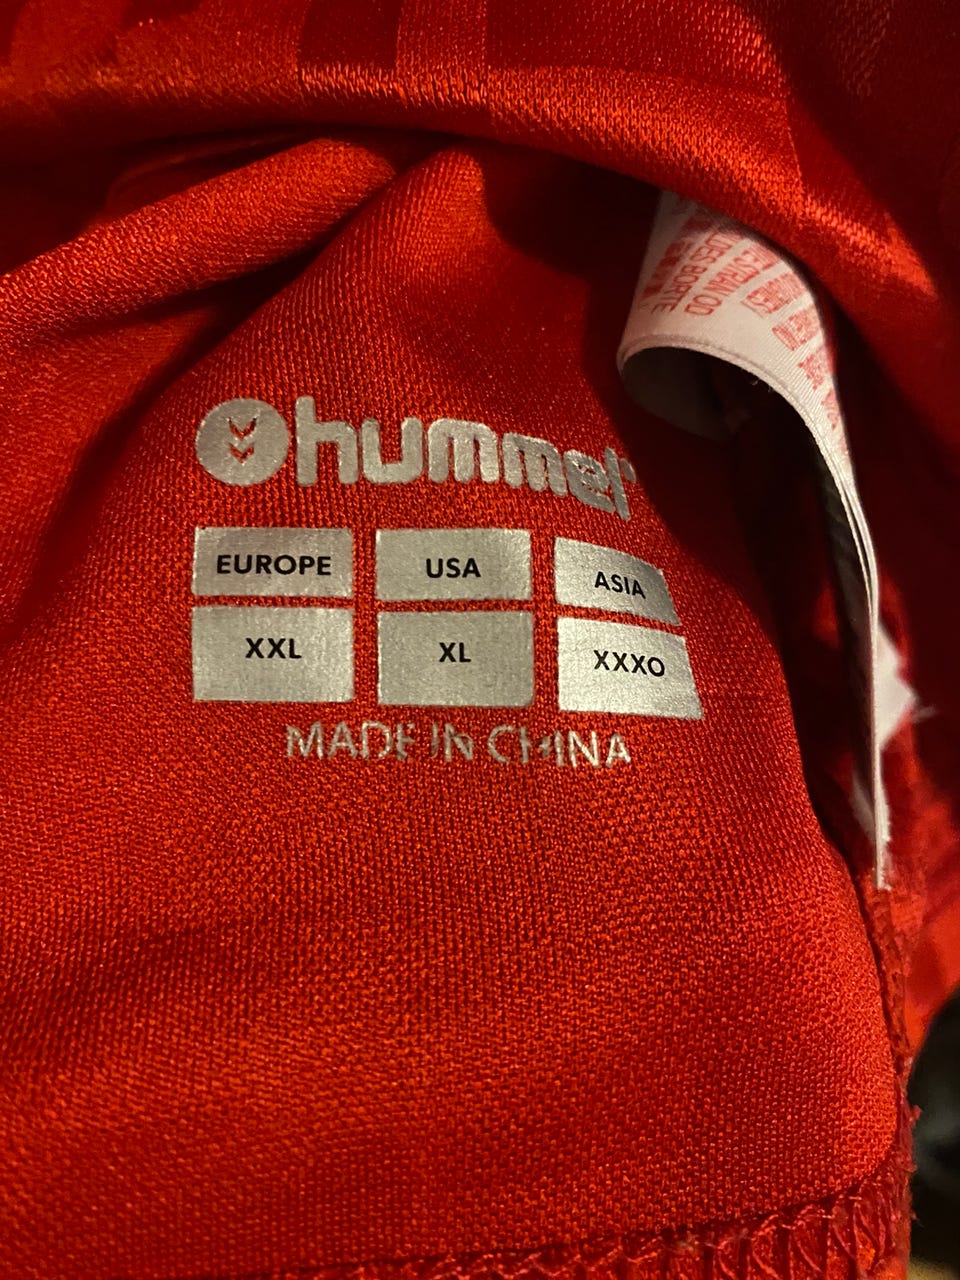 hummel
EUROPE USA ASIA
XXL XL XXXO
MADE IN CHINA